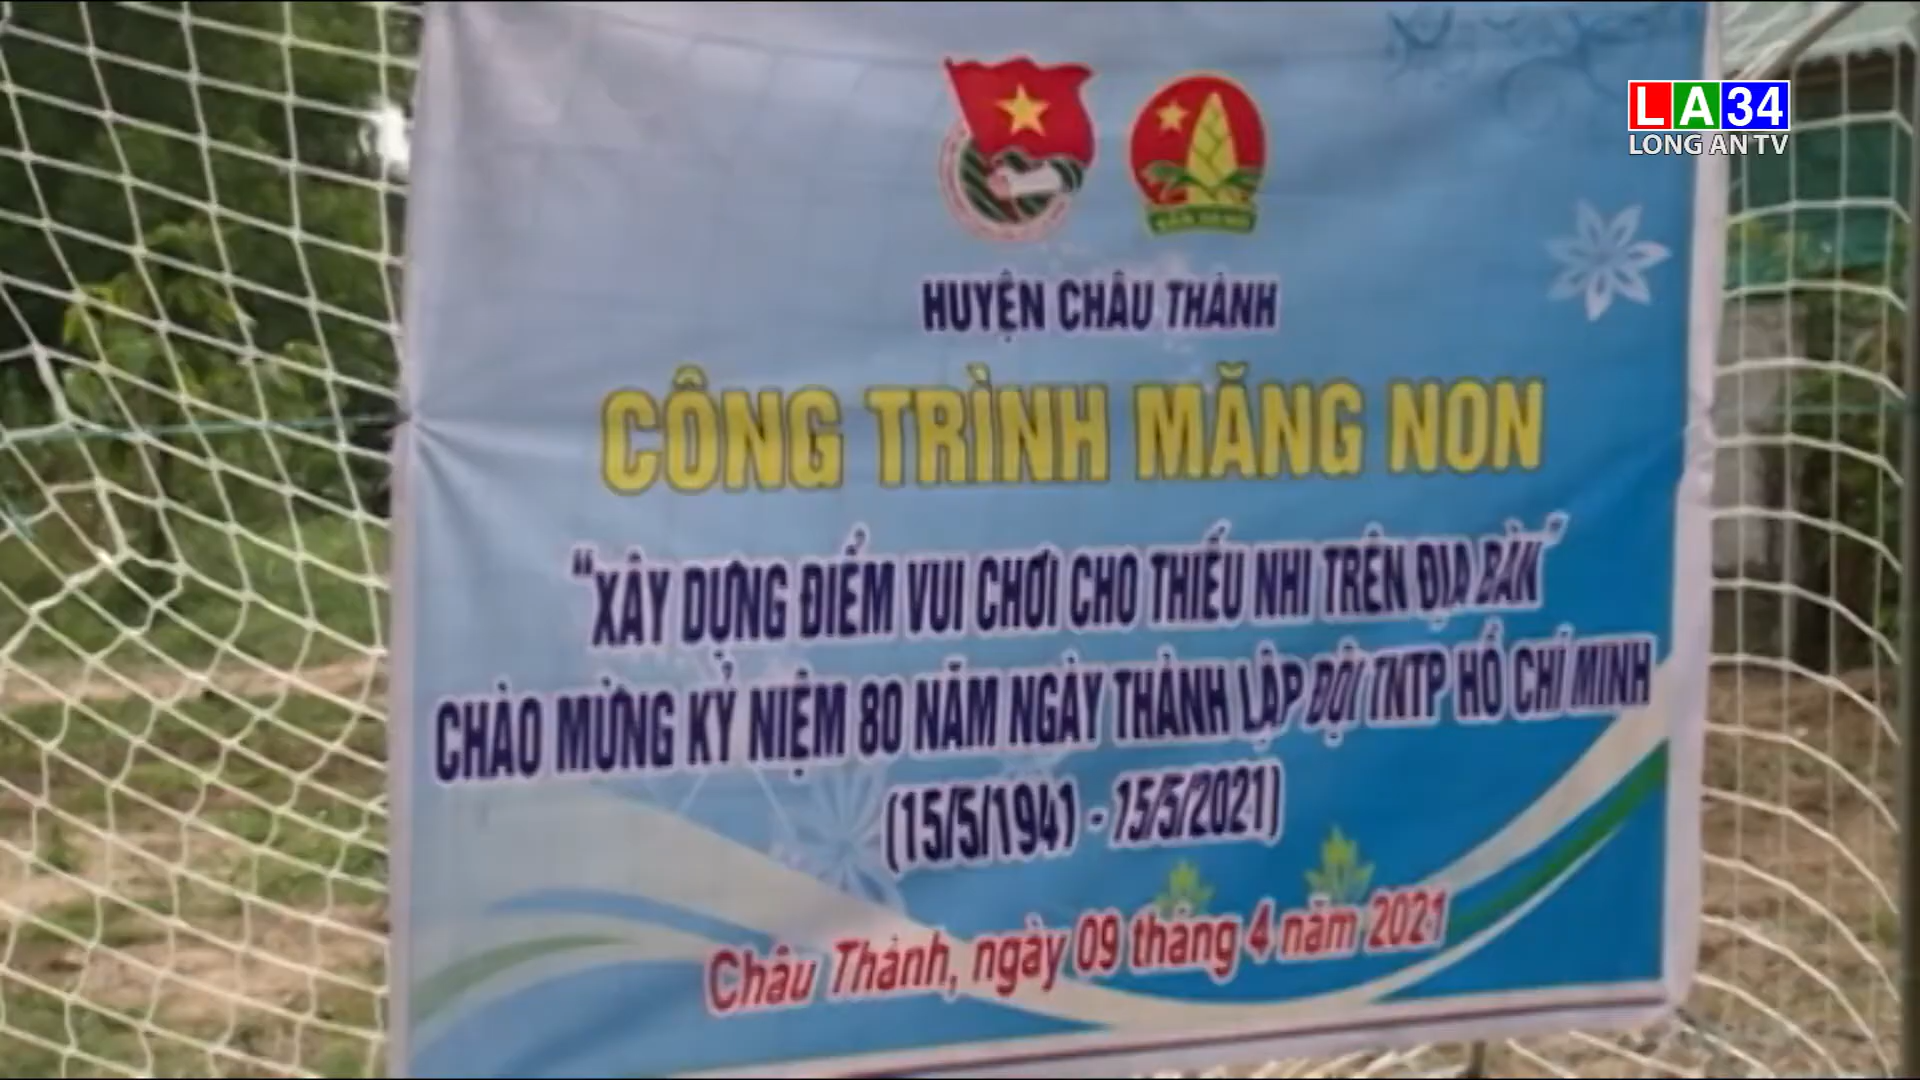 LA34
LONG AN TV
HUYỆN CHÂU THÀNH
CÔNG TRÌNH MĂNG NON
"XÂY DỰNG ĐIỂM VUI CHƠI CHO THIẾU NHI TRÊN ĐỊA BÀN"
CHÀO MỪNG KỶ NIỆM 80 NĂM NGÀY THÀNH LẬP ĐỘI TNTP HỒ CHÍ MINH
(15/5/1941 - 15/5/2021)
Châu Thành, ngày 09 tháng 4 năm 2021